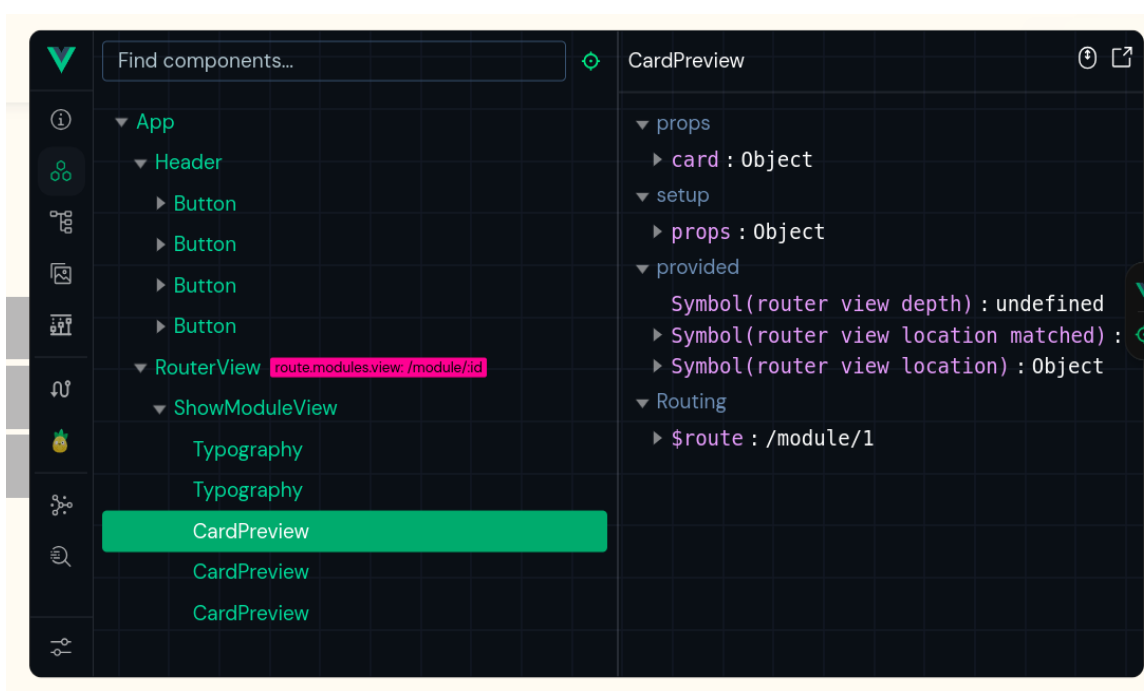 Find components...
App
Header
Button
Button
Button
Button
RouterView route.modules.view: /module/:id
ShowModuleView
Typography
Typography
CardPreview
CardPreview
CardPreview
CardPreview
props
card : Object
setup
props : Object
provided
Symbol(router view depth) : undefined
Symbol(router view location matched) :
Symbol(router view location) : Object
Routing
$route : /module/1